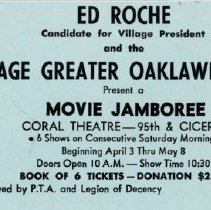 ED ROCHE
Candidate for Village President
and the
AGE GREATER OAKLAW
Present a
MOVIE JAMBOREE
CORAL THEATRE—95th & CICER
• 6 Shows on Consecutive Saturday Morning
Beginning April 3 Thru May 8
Doors Open 10 A.M. — Show Time 10:30
BOOK OF 6 TICKETS — DONATION $2
ved by P.T.A. and Legion of Decency